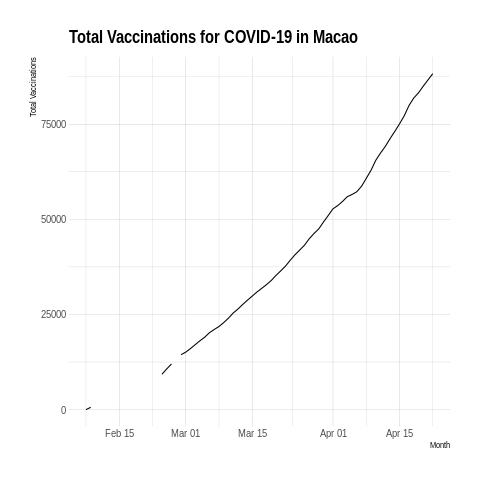 Total Vaccinations for COVID-19 in Macao
Total Vaccinations
75000
50000
25000
0
Feb 15 Mar 01 Mar 15 Apr 01 Apr 15
Month